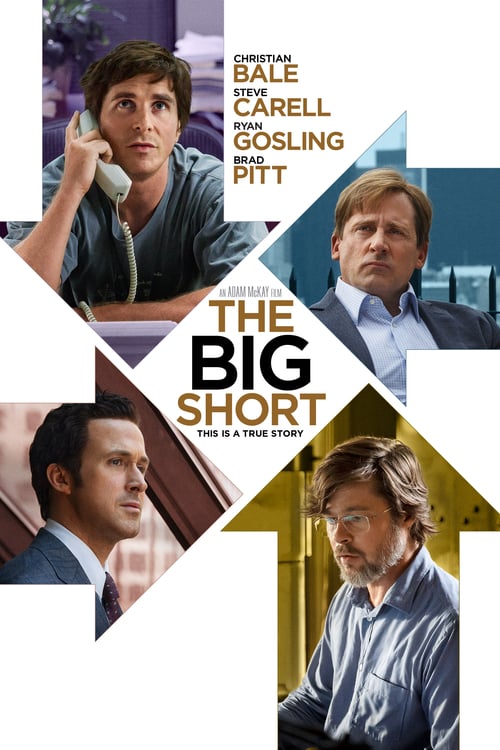 CHRISTIAN
BALE
STEVE
CARELL
RYAN
GOSLING
BRAD
PITT
AN ADAM McKAY FILM
THE
BIG
SHORT
THIS IS A TRUE STORY